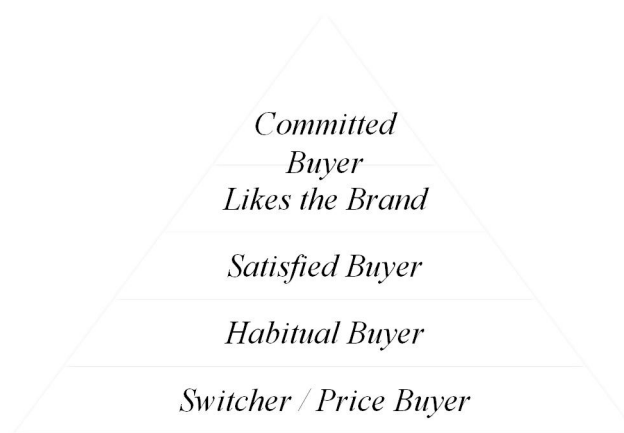 Committed
Buyer
Likes the Brand
Satisfied Buyer
Habitual Buyer
Switcher / Price Buyer